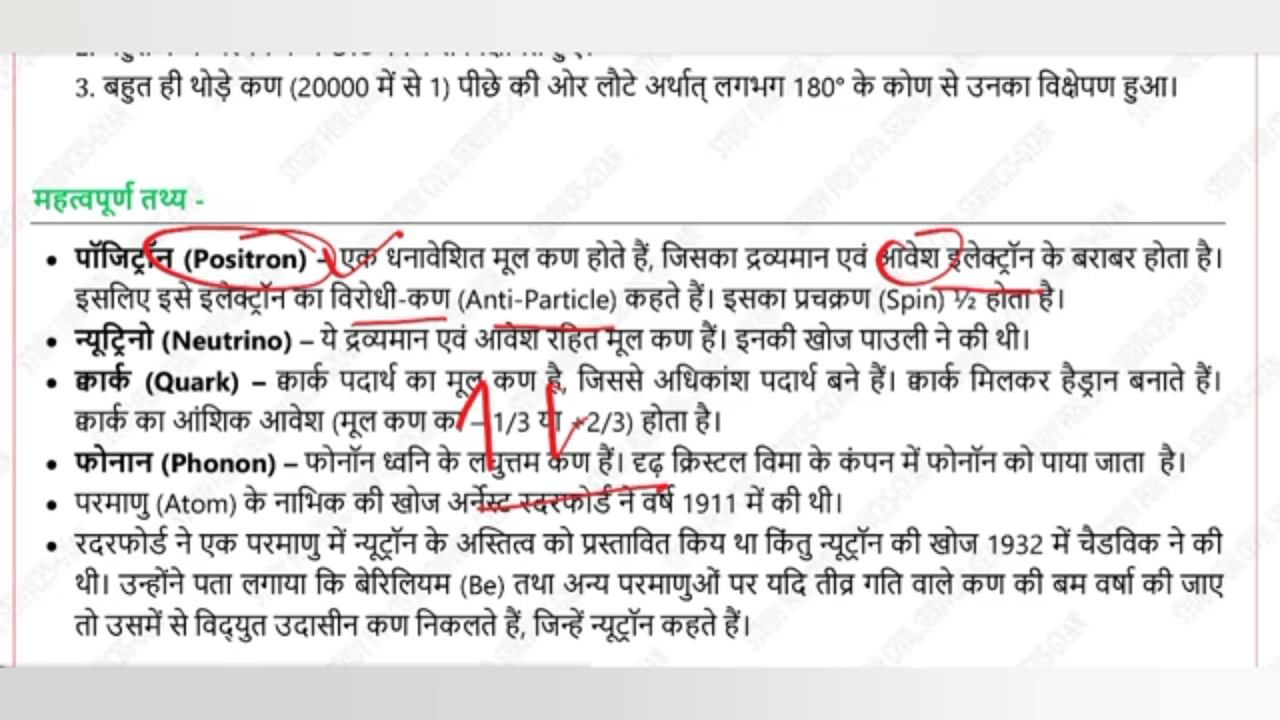 3. बहुत ही थोड़े कण (20000 में से 1) पीछे की ओर लौटे अर्थात् लगभग 180° के कोण से उनका विक्षेपण हुआ।
महत्वपूर्ण तथ्य -
• पॉजिट्रॉन (Positron) – एक धनावेशित मूल कण होते हैं, जिसका द्रव्यमान एवं आवेश इलेक्ट्रॉन के बराबर होता है।
इसलिए इसे इलेक्ट्रॉन का विरोधी-कण (Anti-Particle) कहते हैं। इसका प्रचक्रण (Spin) ½ होता है।
• न्यूट्रिनो (Neutrino) – ये द्रव्यमान एवं आवेश रहित मूल कण हैं। इनकी खोज पाउली ने की थी।
• क्वार्क (Quark) – क्वार्क पदार्थ का मूल कण है, जिससे अधिकांश पदार्थ बने हैं। क्वार्क मिलकर हैड्रान बनाते हैं।
क्वार्क का आंशिक आवेश (मूल कण का –1/3 या +2/3) होता है।
• फोनान (Phonon) – फोनॉन ध्वनि के लघुत्तम कण हैं। दृढ़ क्रिस्टल विमा के कंपन में फोनॉन को पाया जाता है।
• परमाणु (Atom) के नाभिक की खोज अर्नेस्ट रदरफोर्ड ने वर्ष 1911 में की थी।
• रदरफोर्ड ने एक परमाणु में न्यूट्रॉन के अस्तित्व को प्रस्तावित किय था किंतु न्यूट्रॉन की खोज 1932 में चैडविक ने की
थी। उन्होंने पता लगाया कि बेरिलियम (Be) तथा अन्य परमाणुओं पर यदि तीव्र गति वाले कण की बम वर्षा की जाए
तो उसमें से विद्युत उदासीन कण निकलते हैं, जिन्हें न्यूट्रॉन कहते हैं।